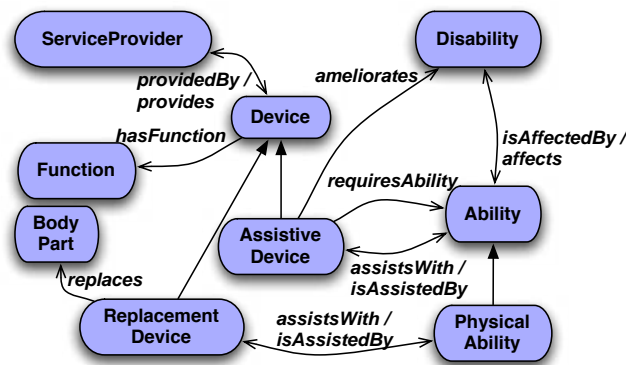 ServiceProvider
Disability
providedBy /
provides
ameliorates
Device
hasFunction
isAffectedBy /
affects
Function
requiresAbility
Body
Part
Ability
Assistive
Device
replaces
assistsWith /
isAssistedBy
Replacement
Device
assistsWith /
isAssistedBy
Physical
Ability